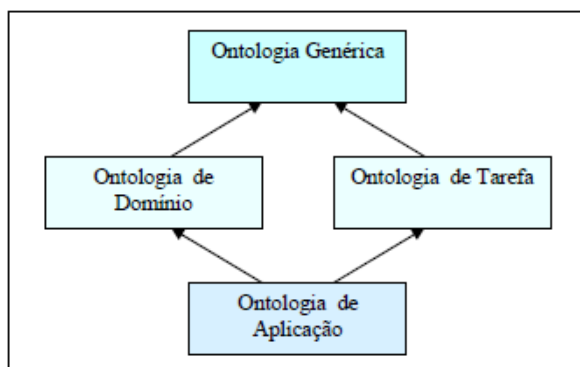 Ontologia Genérica
Ontologia de
Domínio
Ontologia de Tarefa
Ontologia de
Aplicação